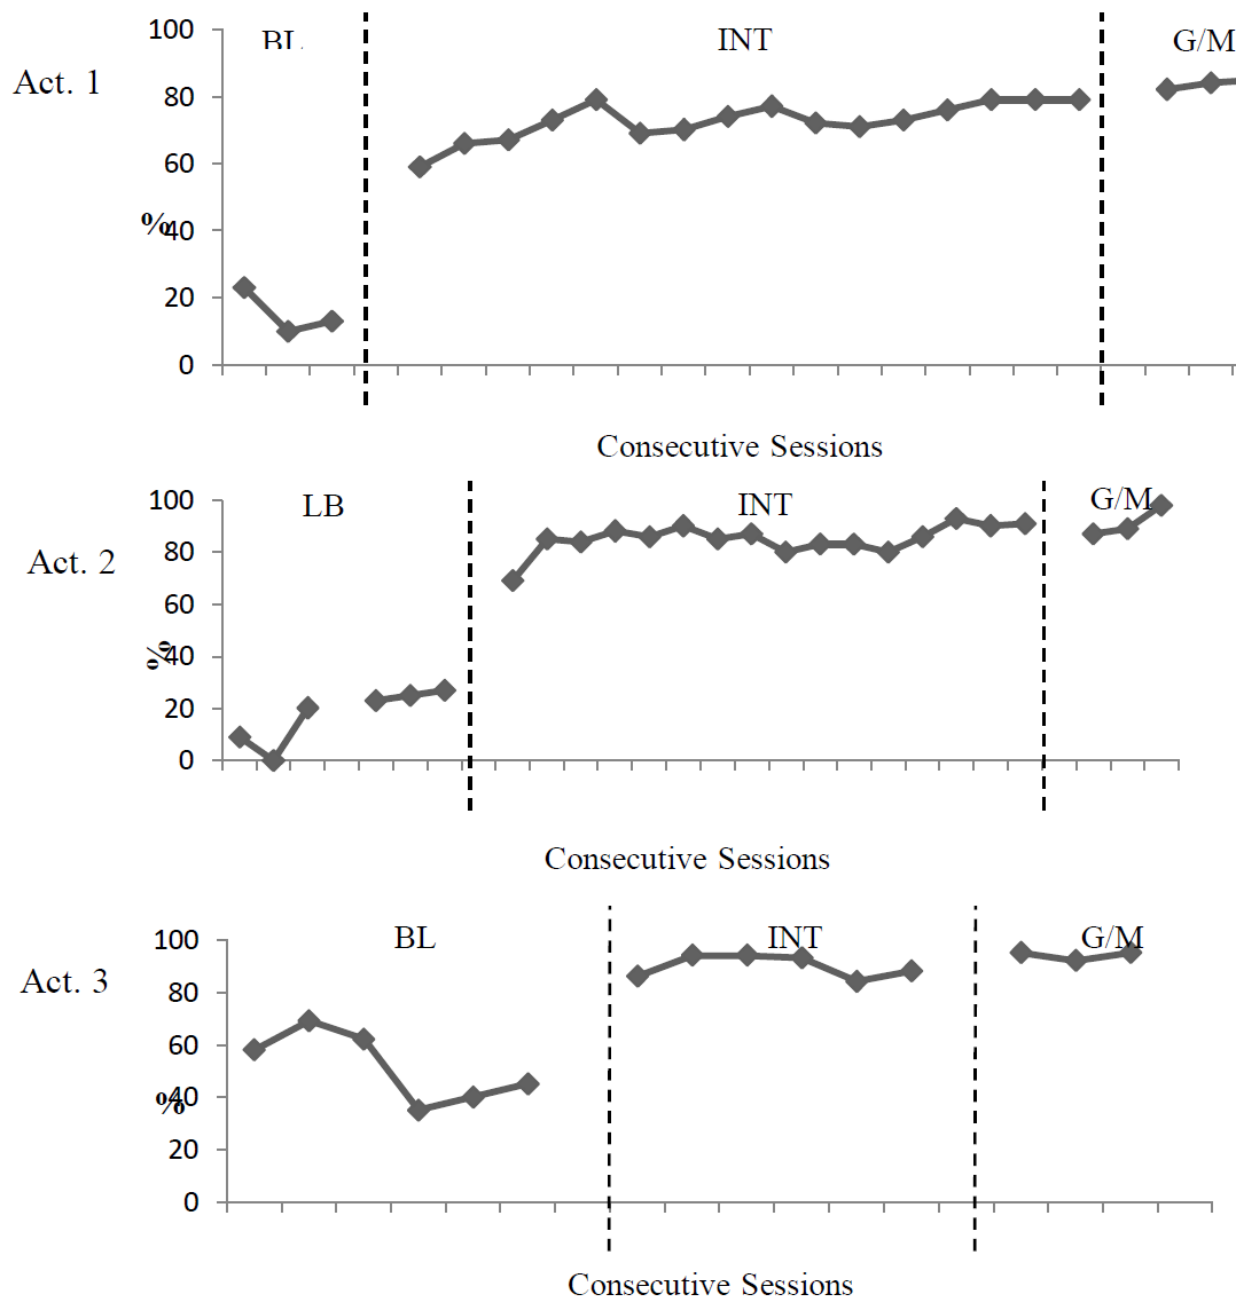 100
BL
INT
G/M
Act. 1
80
60
%
40
20
0
Consecutive Sessions
100
LB
INT
G/M
Act. 2
80
60
%
40
20
0
Consecutive Sessions
100
BL
INT
G/M
Act. 3
80
60
%
40
20
0
Consecutive Sessions